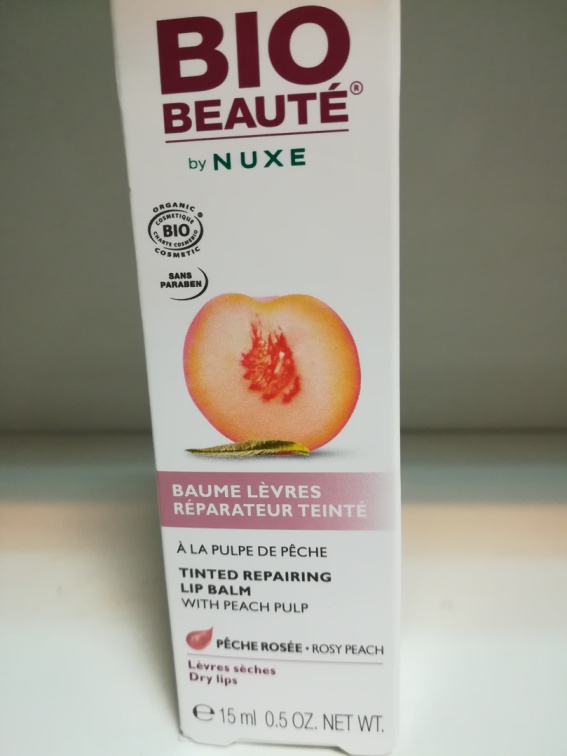 BIO
BEAUTÉ®
by NUXE
ORGANIC
COSMETIQUE
BIO
CHARTE COSMEBIO
COSMETIC
SANS
PARABEN
BAUME LÈVRES
RÉPARATEUR TEINTÉ
À LA PULPE DE PÊCHE
TINTED REPAIRING
LIP BALM
WITH PEACH PULP
PÊCHE ROSÉE • ROSY PEACH
Lèvres sèches
Dry lips
℮ 15 ml 0.5 OZ. NET WT.